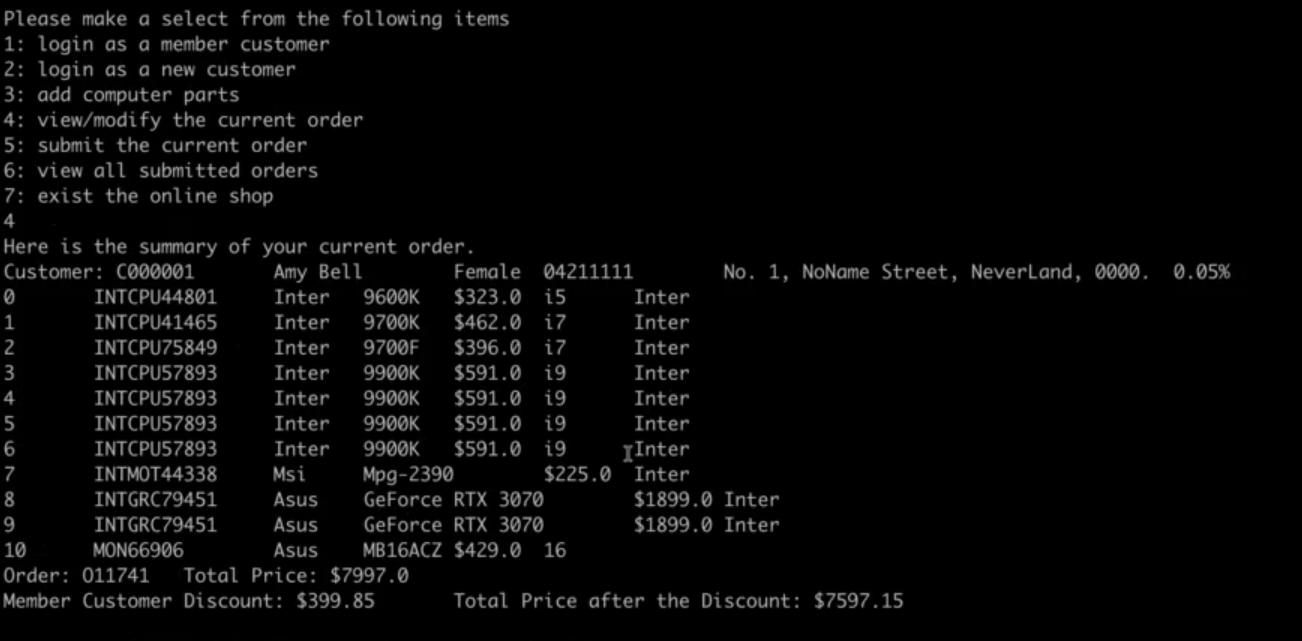 Please make a select from the following items
1: login as a member customer
2: login as a new customer
3: add computer parts
4: view/modify the current order
5: submit the current order
6: view all submitted orders
7: exist the online shop
4
Here is the summary of your current order.
Customer: C000001 Amy Bell Female 04211111 No. 1, NoName Street, NeverLand, 0000. 0.05%
0 INTCPU44801 Inter 9600K $323.0 i5 Inter
1 INTCPU41465 Inter 9700K $462.0 i7 Inter
2 INTCPU75849 Inter 9700F $396.0 i7 Inter
3 INTCPU57893 Inter 9900K $591.0 i9 Inter
4 INTCPU57893 Inter 9900K $591.0 i9 Inter
5 INTCPU57893 Inter 9900K $591.0 i9 Inter
6 INTCPU57893 Inter 9900K $591.0 i9 Inter
7 INTMOT44338 Msi Mpg-2390 $225.0 Inter
8 INTGRC79451 Asus GeForce RTX 3070 $1899.0 Inter
9 INTGRC79451 Asus GeForce RTX 3070 $1899.0 Inter
10 MON66906 Asus MB16ACZ $429.0 16
Order: O11741 Total Price: $7997.0
Member Customer Discount: $399.85 Total Price after the Discount: $7597.15